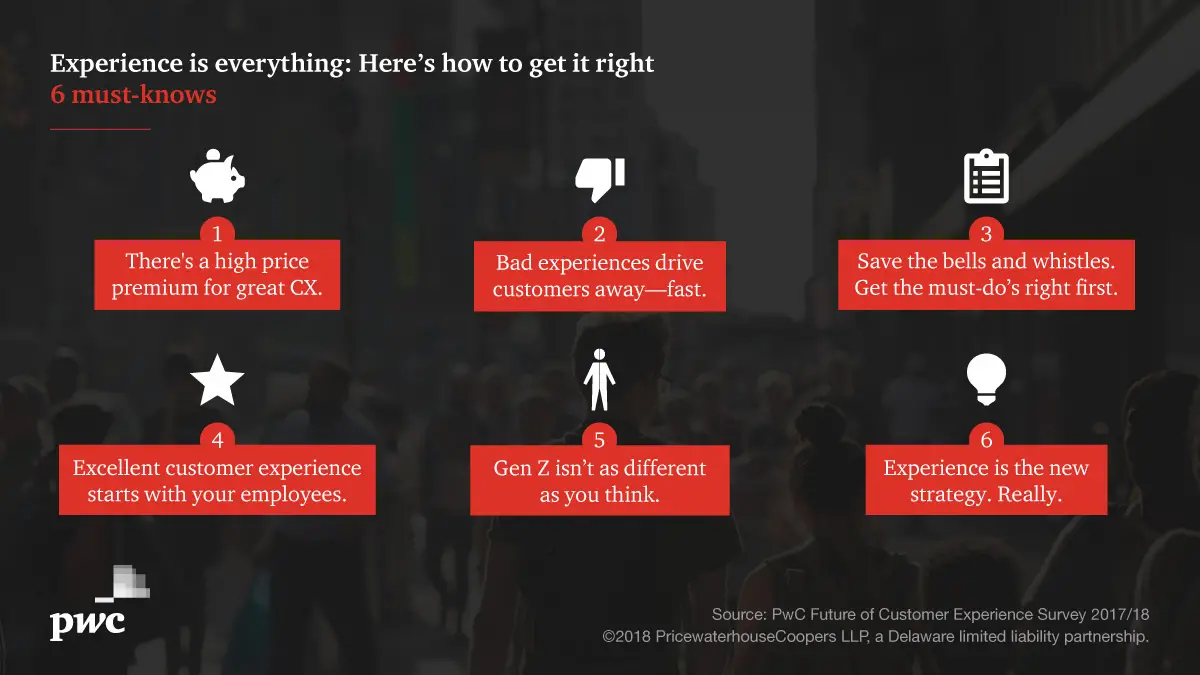 Experience is everything: Here’s how to get it right
6 must-knows
1
There's a high price
premium for great CX.
2
Bad experiences drive
customers away—fast.
3
Save the bells and whistles.
Get the must-do’s right first.
4
Excellent customer experience
starts with your employees.
5
Gen Z isn’t as different
as you think.
6
Experience is the new
strategy. Really.
pwc
Source: PwC Future of Customer Experience Survey 2017/18
©2018 PricewaterhouseCoopers LLP, a Delaware limited liability partnership.